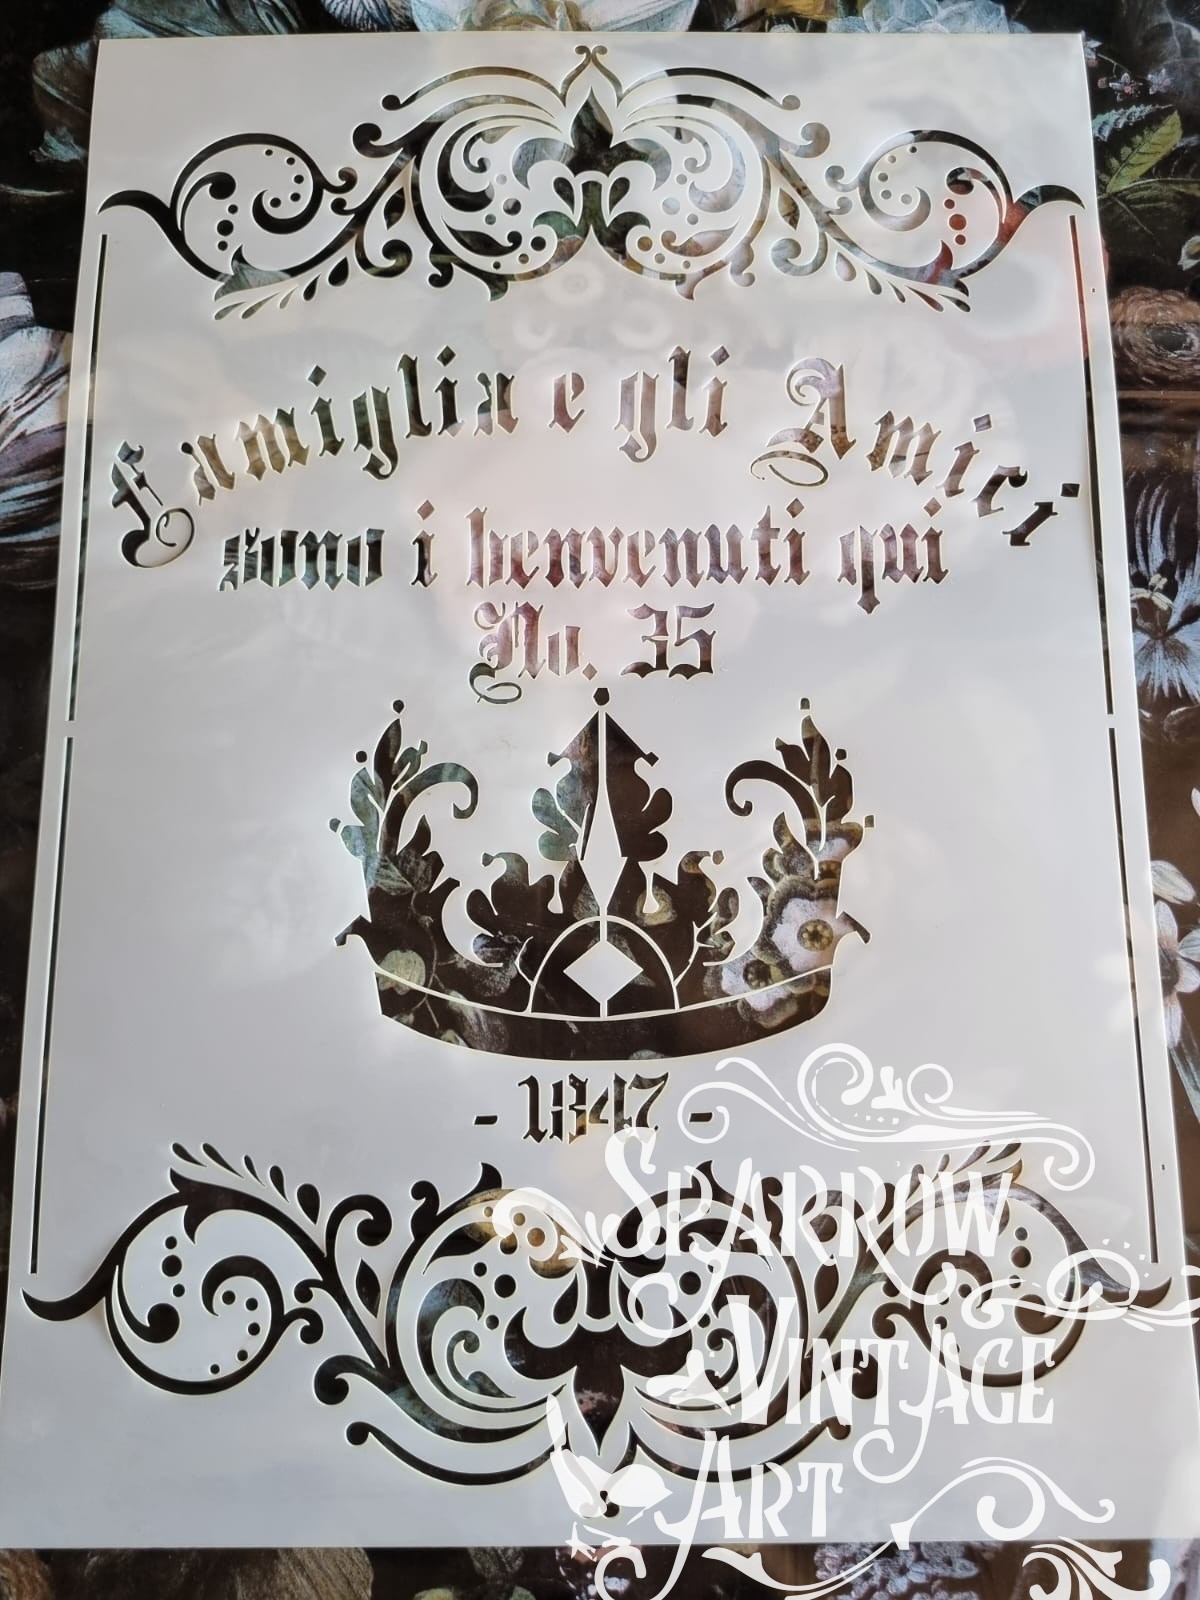 Famiglia e gli Amici
sono i benvenuti qui
No. 35
- 1847 -
Sparrow
Vintage
Art